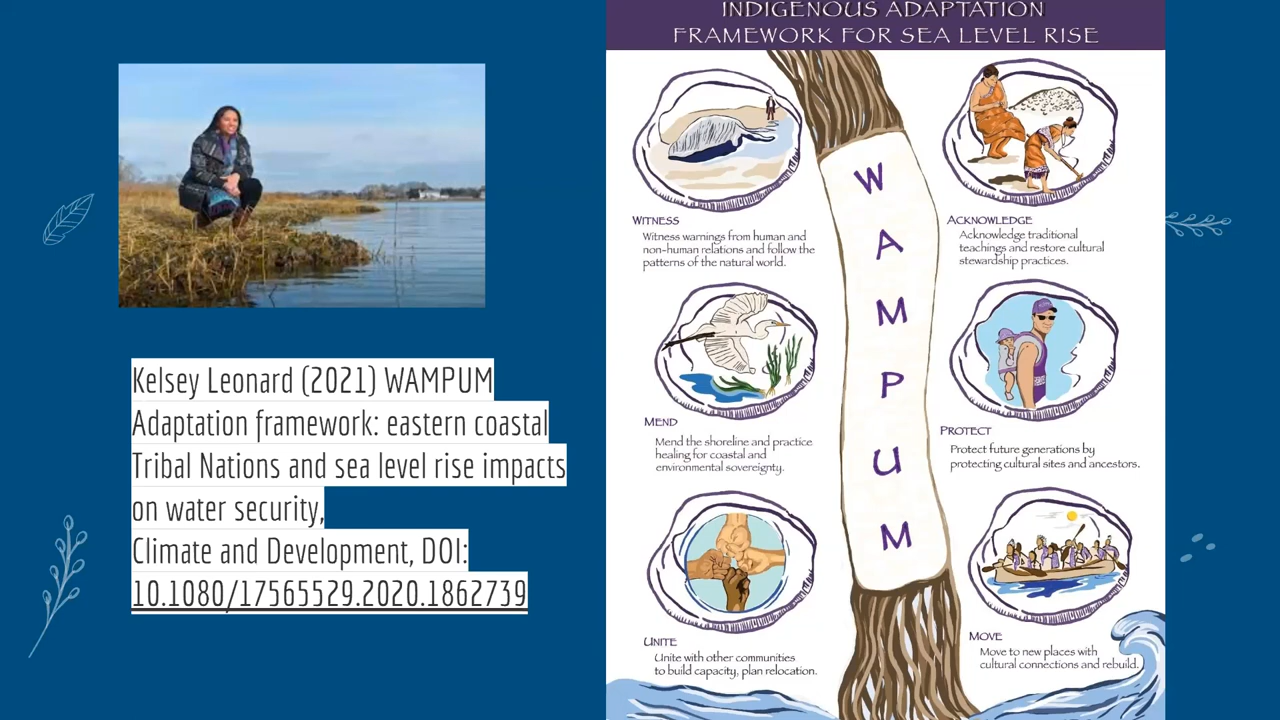 Kelsey Leonard (2021) WAMPUM
Adaptation framework: eastern coastal
Tribal Nations and sea level rise impacts
on water security,
Climate and Development, DOI:
10.1080/17565529.2020.1862739
INDIGENOUS ADAPTATION
FRAMEWORK FOR SEA LEVEL RISE
W
A
M
P
U
M
WITNESS
Witness warnings from human and
non-human relations and follow the
patterns of the natural world.
ACKNOWLEDGE
Acknowledge traditional
teachings and restore cultural
stewardship practices.
MEND
Mend the shoreline and practice
healing for coastal and
environmental sovereignty.
PROTECT
Protect future generations by
protecting cultural sites and ancestors.
UNITE
Unite with other communities
to build capacity, plan relocation.
MOVE
Move to new places with
cultural connections and rebuild.